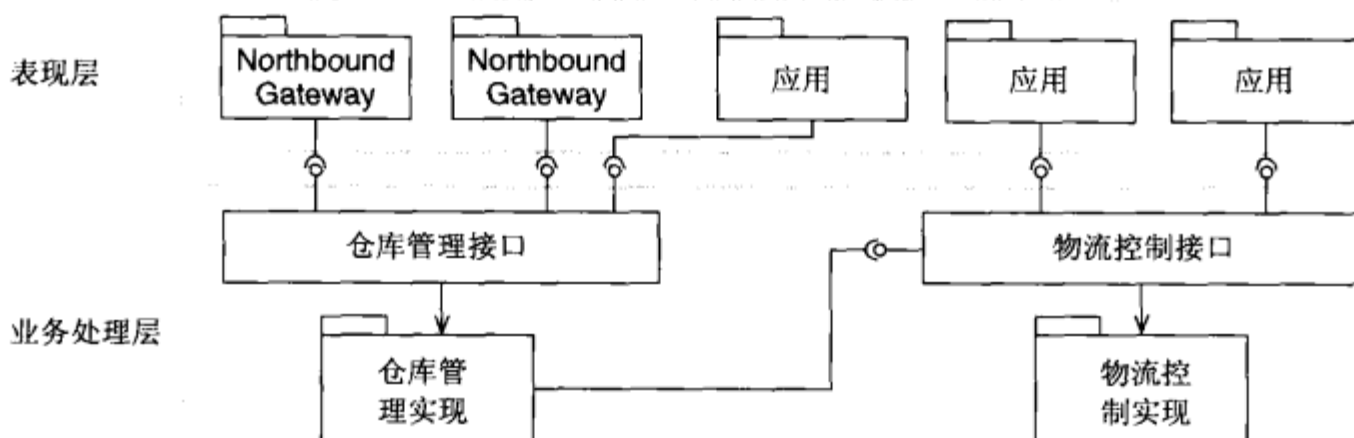 表现层
Northbound
Gateway
Northbound
Gateway
应用
应用
应用
仓库管理接口
物流控制接口
业务处理层
仓库管
理实现
物流控
制实现